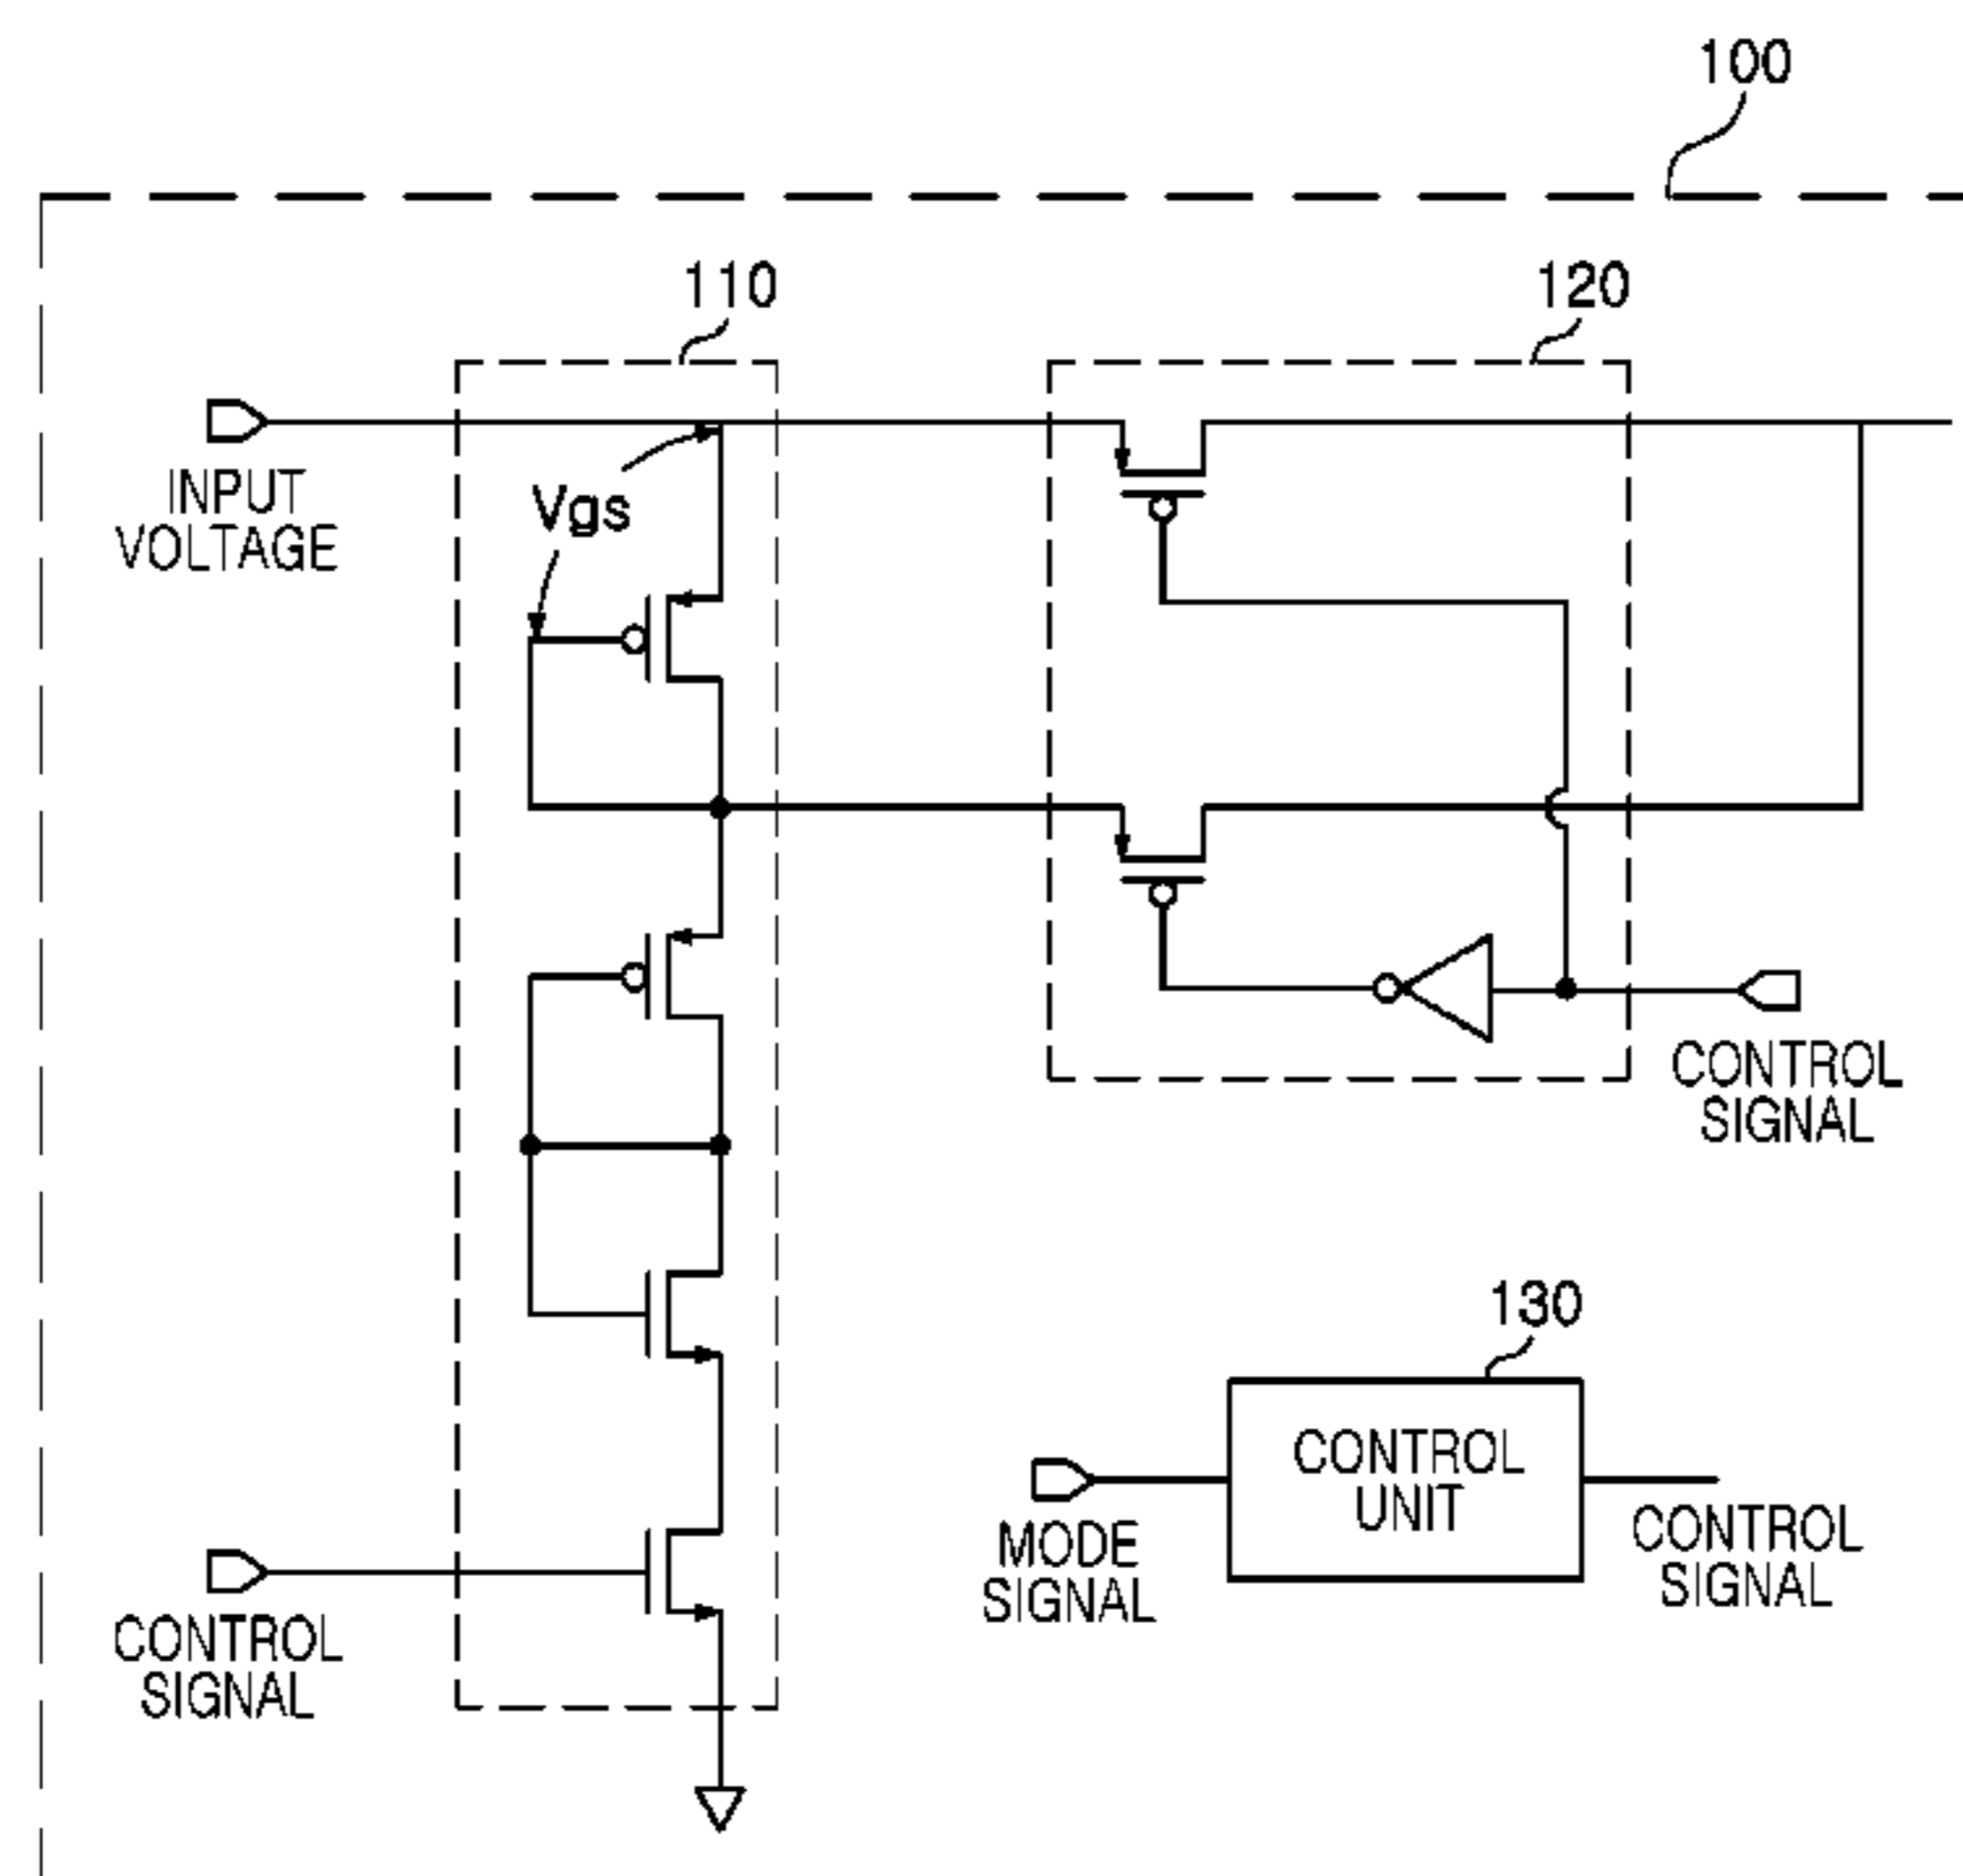 100
110
120
INPUT
VOLTAGE
Vgs
CONTROL
SIGNAL
130
CONTROL
UNIT
MODE
SIGNAL
CONTROL
SIGNAL
CONTROL
SIGNAL